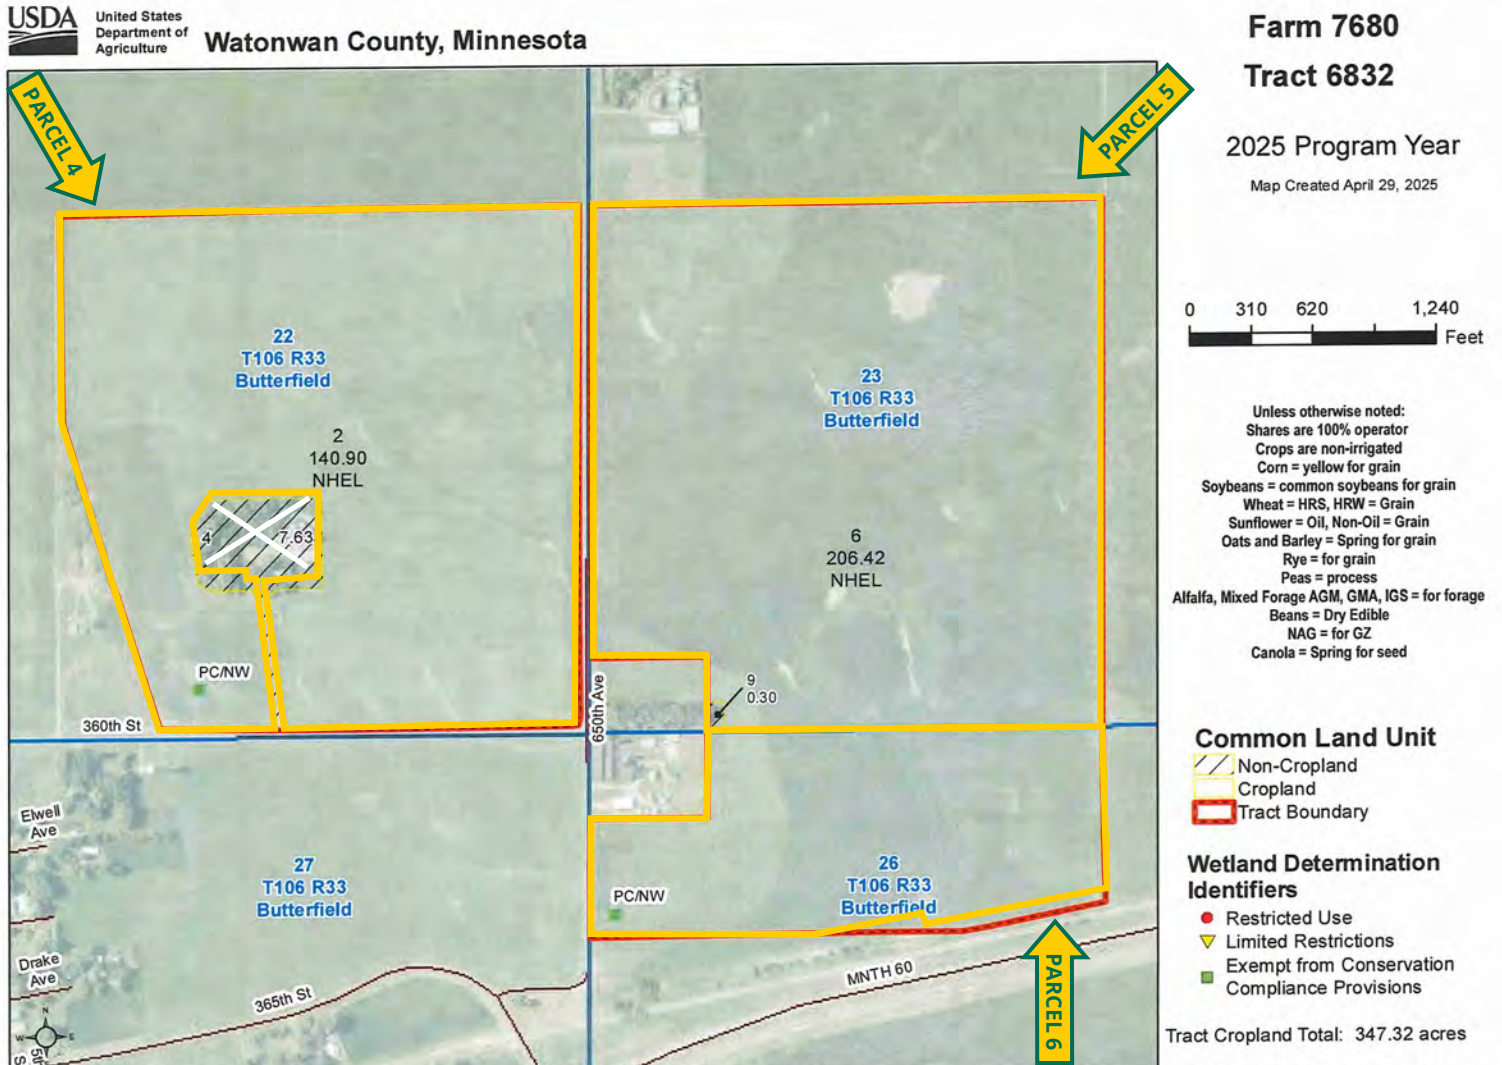 USDA
United States
Department of
Agriculture
Watonwan County, Minnesota
Farm 7680
Tract 6832
2025 Program Year
Map Created April 29, 2025
PARCEL 4
PARCEL 5
0 310 620 1,240
Feet
22
T106 R33
Butterfield
23
T106 R33
Butterfield
2
140.90
NHEL
4 7.63
6
206.42
NHEL
Unless otherwise noted:
Shares are 100% operator
Crops are non-irrigated
Corn = yellow for grain
Soybeans = common soybeans for grain
Wheat = HRS, HRW = Grain
Sunflower = Oil, Non-Oil = Grain
Oats and Barley = Spring for grain
Rye = for grain
Peas = process
Alfalfa, Mixed Forage AGM, GMA, IGS = for forage
Beans = Dry Edible
NAG = for GZ
Canola = Spring for seed
PC/NW
9
0.30
360th St
650th Ave
Common Land Unit
Non-Cropland
Cropland
Tract Boundary
Elwell
Ave
27
T106 R33
Butterfield
26
T106 R33
Butterfield
PC/NW
Wetland Determination
Identifiers
Restricted Use
Limited Restrictions
Exempt from Conservation
Compliance Provisions
Drake
Ave
365th St
MNTH 60
PARCEL 6
N
W E
S
5th
Tract Cropland Total: 347.32 acres